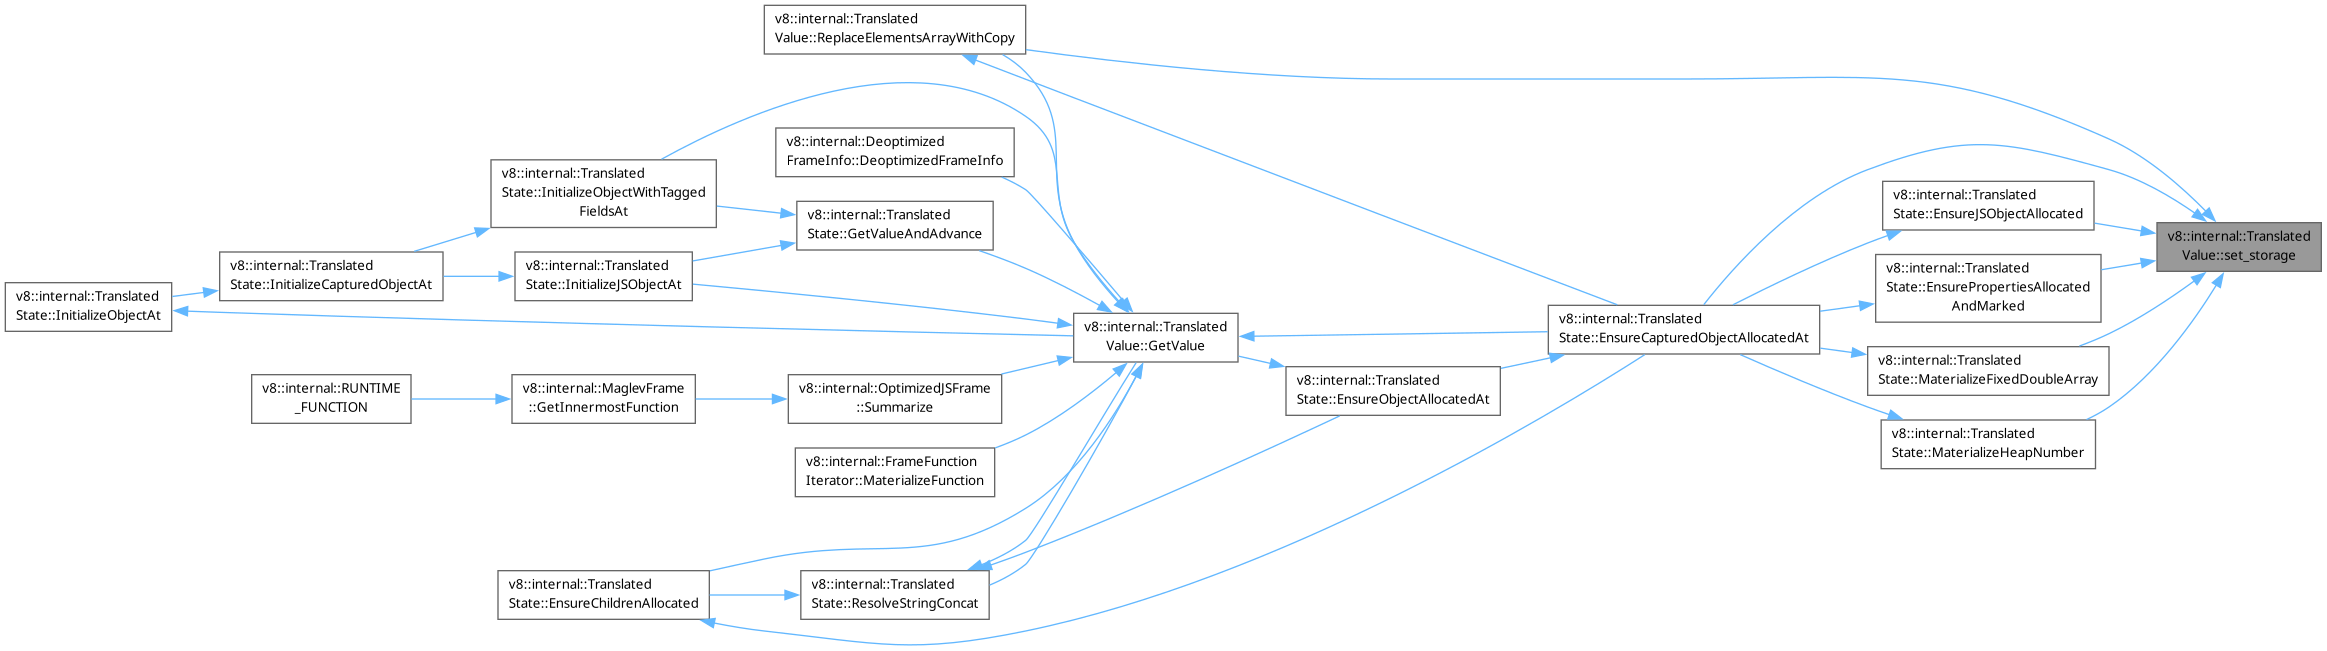 v8::internal::Translated
Value::ReplaceElementsArrayWithCopy
v8::internal::Deoptimized
FrameInfo::DeoptimizedFrameInfo
v8::internal::Translated
State::InitializeObjectWithTagged
FieldsAt
v8::internal::Translated
State::GetValueAndAdvance
v8::internal::Translated
State::EnsureJSObjectAllocated
v8::internal::Translated
Value::set_storage
v8::internal::Translated
State::InitializeCapturedObjectAt
v8::internal::Translated
State::InitializeJSObjectAt
v8::internal::Translated
State::EnsurePropertiesAllocated
AndMarked
v8::internal::Translated
State::InitializeObjectAt
v8::internal::Translated
Value::GetValue
v8::internal::Translated
State::EnsureCapturedObjectAllocatedAt
v8::internal::Translated
State::MaterializeFixedDoubleArray
v8::internal::RUNTIME
_FUNCTION
v8::internal::MaglevFrame
::GetInnermostFunction
v8::internal::OptimizedJSFrame
::Summarize
v8::internal::Translated
State::EnsureObjectAllocatedAt
v8::internal::Translated
State::MaterializeHeapNumber
v8::internal::FrameFunction
Iterator::MaterializeFunction
v8::internal::Translated
State::EnsureChildrenAllocated
v8::internal::Translated
State::ResolveStringConcat